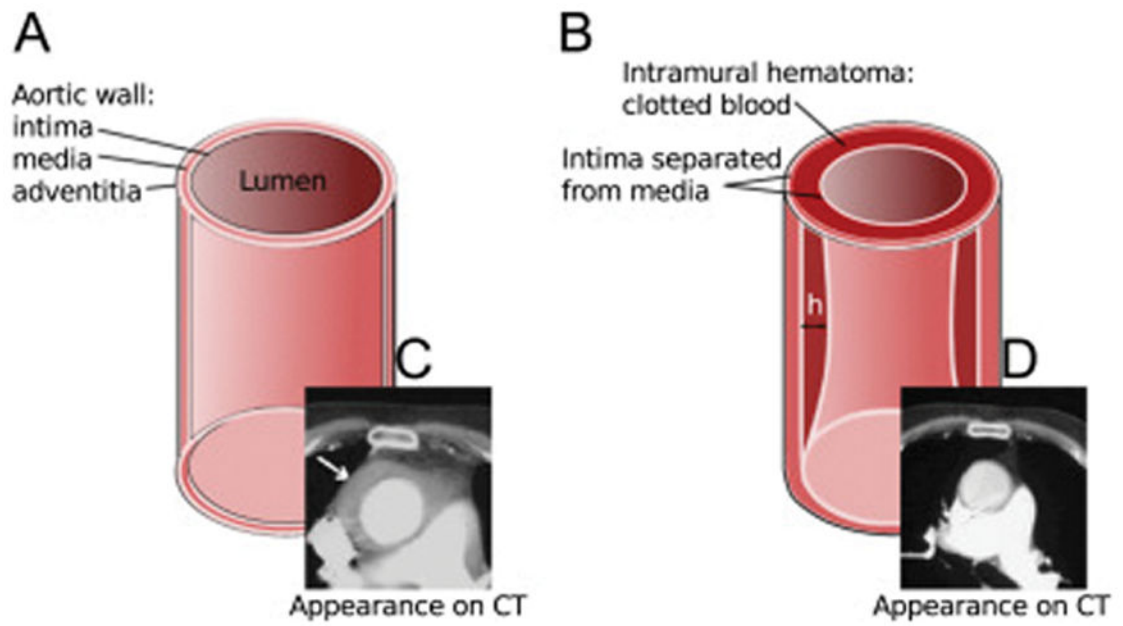 A
Aortic wall:
intima
media
adventitia
Lumen
C
Appearance on CT
B
Intramural hematoma:
clotted blood
Intima separated
from media
h
D
Appearance on CT